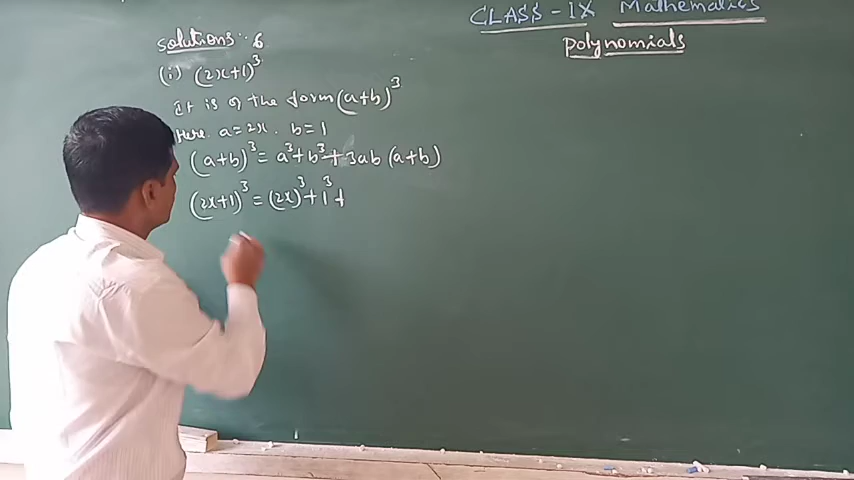 CLASS - IX Mathematics
polynomials
solutions :- 6
(i) (2x+1)³
It is of the form (a+b)³
Here a=2x. b=1
(a+b)³ = a³+b³+3ab(a+b)
(2x+1)³ = (2x)³+1³+